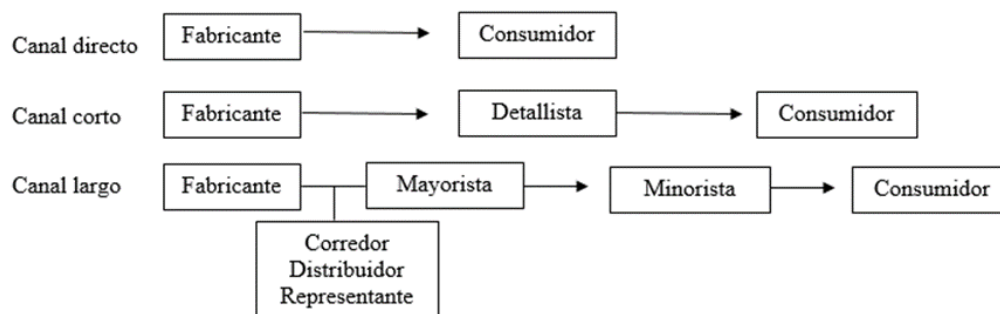 Canal directo
Fabricante
Consumidor
Canal corto
Fabricante
Detallista
Consumidor
Canal largo
Fabricante
Mayorista
Minorista
Consumidor
Corredor
Distribuidor
Representante